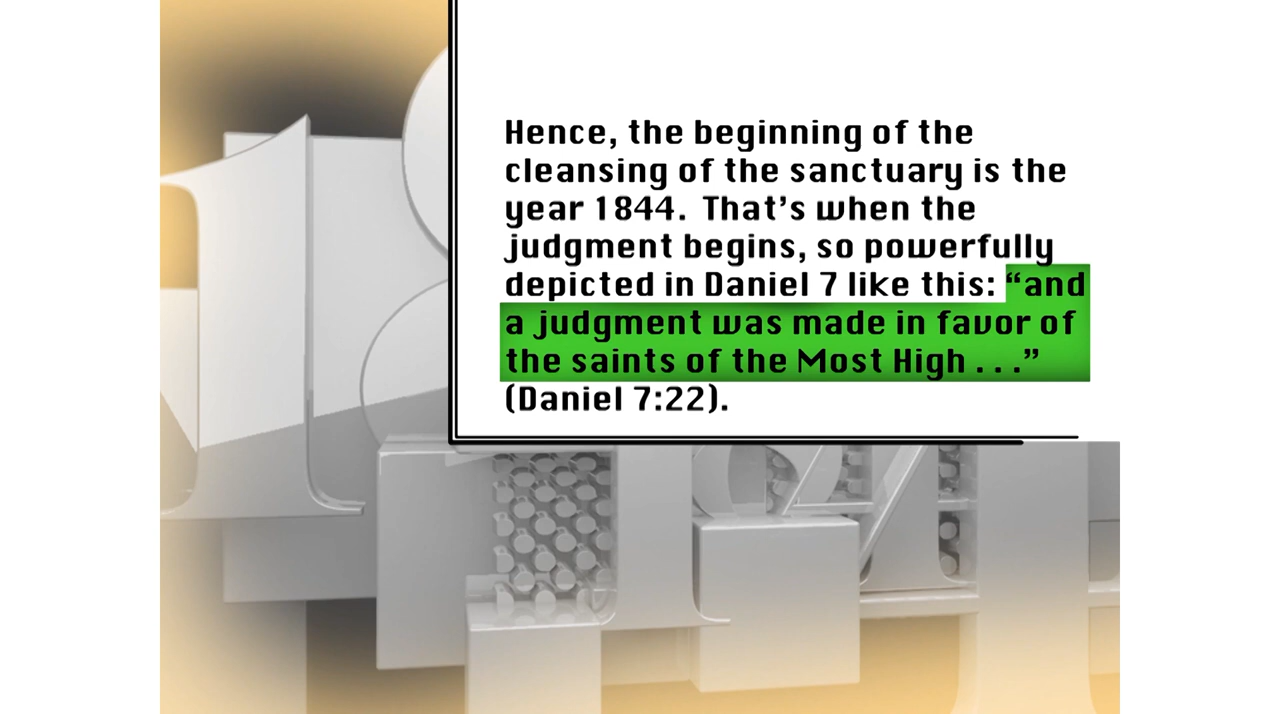 Hence, the beginning of the
cleansing of the sanctuary is the
year 1844.  That’s when the
judgment begins, so powerfully
depicted in Daniel 7 like this: “and
a judgment was made in favor of
the saints of the Most High . . .”
(Daniel 7:22).